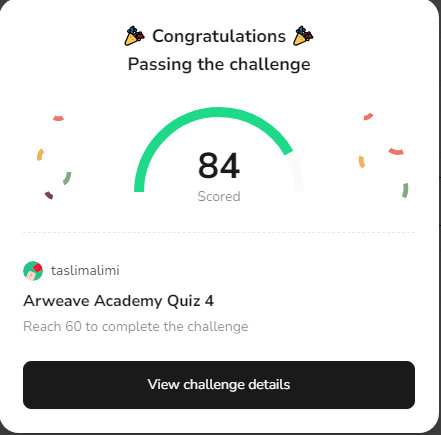 Congratulations
Passing the challenge
84
Scored
taslimalimi
Arweave Academy Quiz 4
Reach 60 to complete the challenge
View challenge details